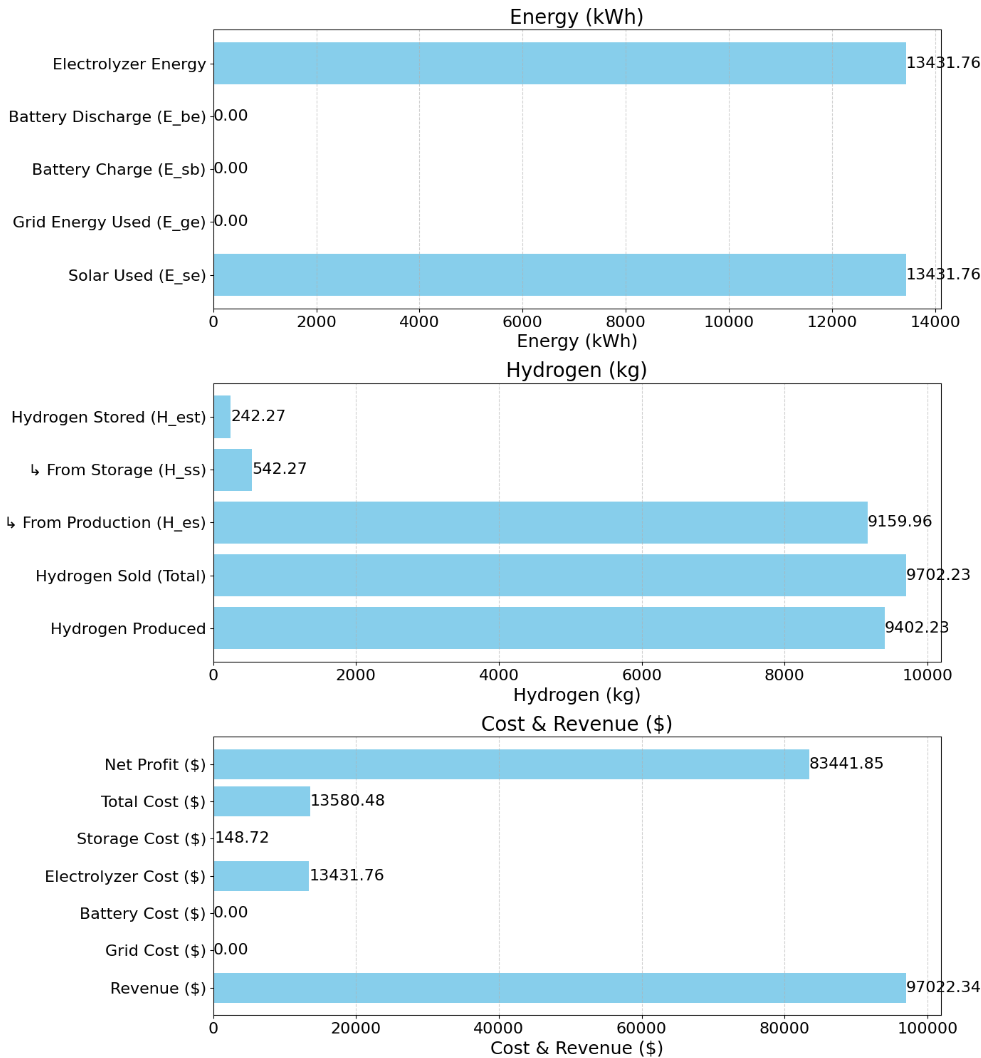 Energy (kWh)
Electrolyzer Energy 13431.76
Battery Discharge (E_be) 0.00
Battery Charge (E_sb) 0.00
Grid Energy Used (E_ge) 0.00
Solar Used (E_se) 13431.76
0 2000 4000 6000 8000 10000 12000 14000
Energy (kWh)
Hydrogen (kg)
Hydrogen Stored (H_est) 242.27
↳ From Storage (H_ss) 542.27
↳ From Production (H_es) 9159.96
Hydrogen Sold (Total) 9702.23
Hydrogen Produced 9402.23
0 2000 4000 6000 8000 10000
Hydrogen (kg)
Cost & Revenue ($)
Net Profit ($) 83441.85
Total Cost ($) 13580.48
Storage Cost ($) 148.72
Electrolyzer Cost ($) 13431.76
Battery Cost ($) 0.00
Grid Cost ($) 0.00
Revenue ($) 97022.34
0 20000 40000 60000 80000 100000
Cost & Revenue ($)